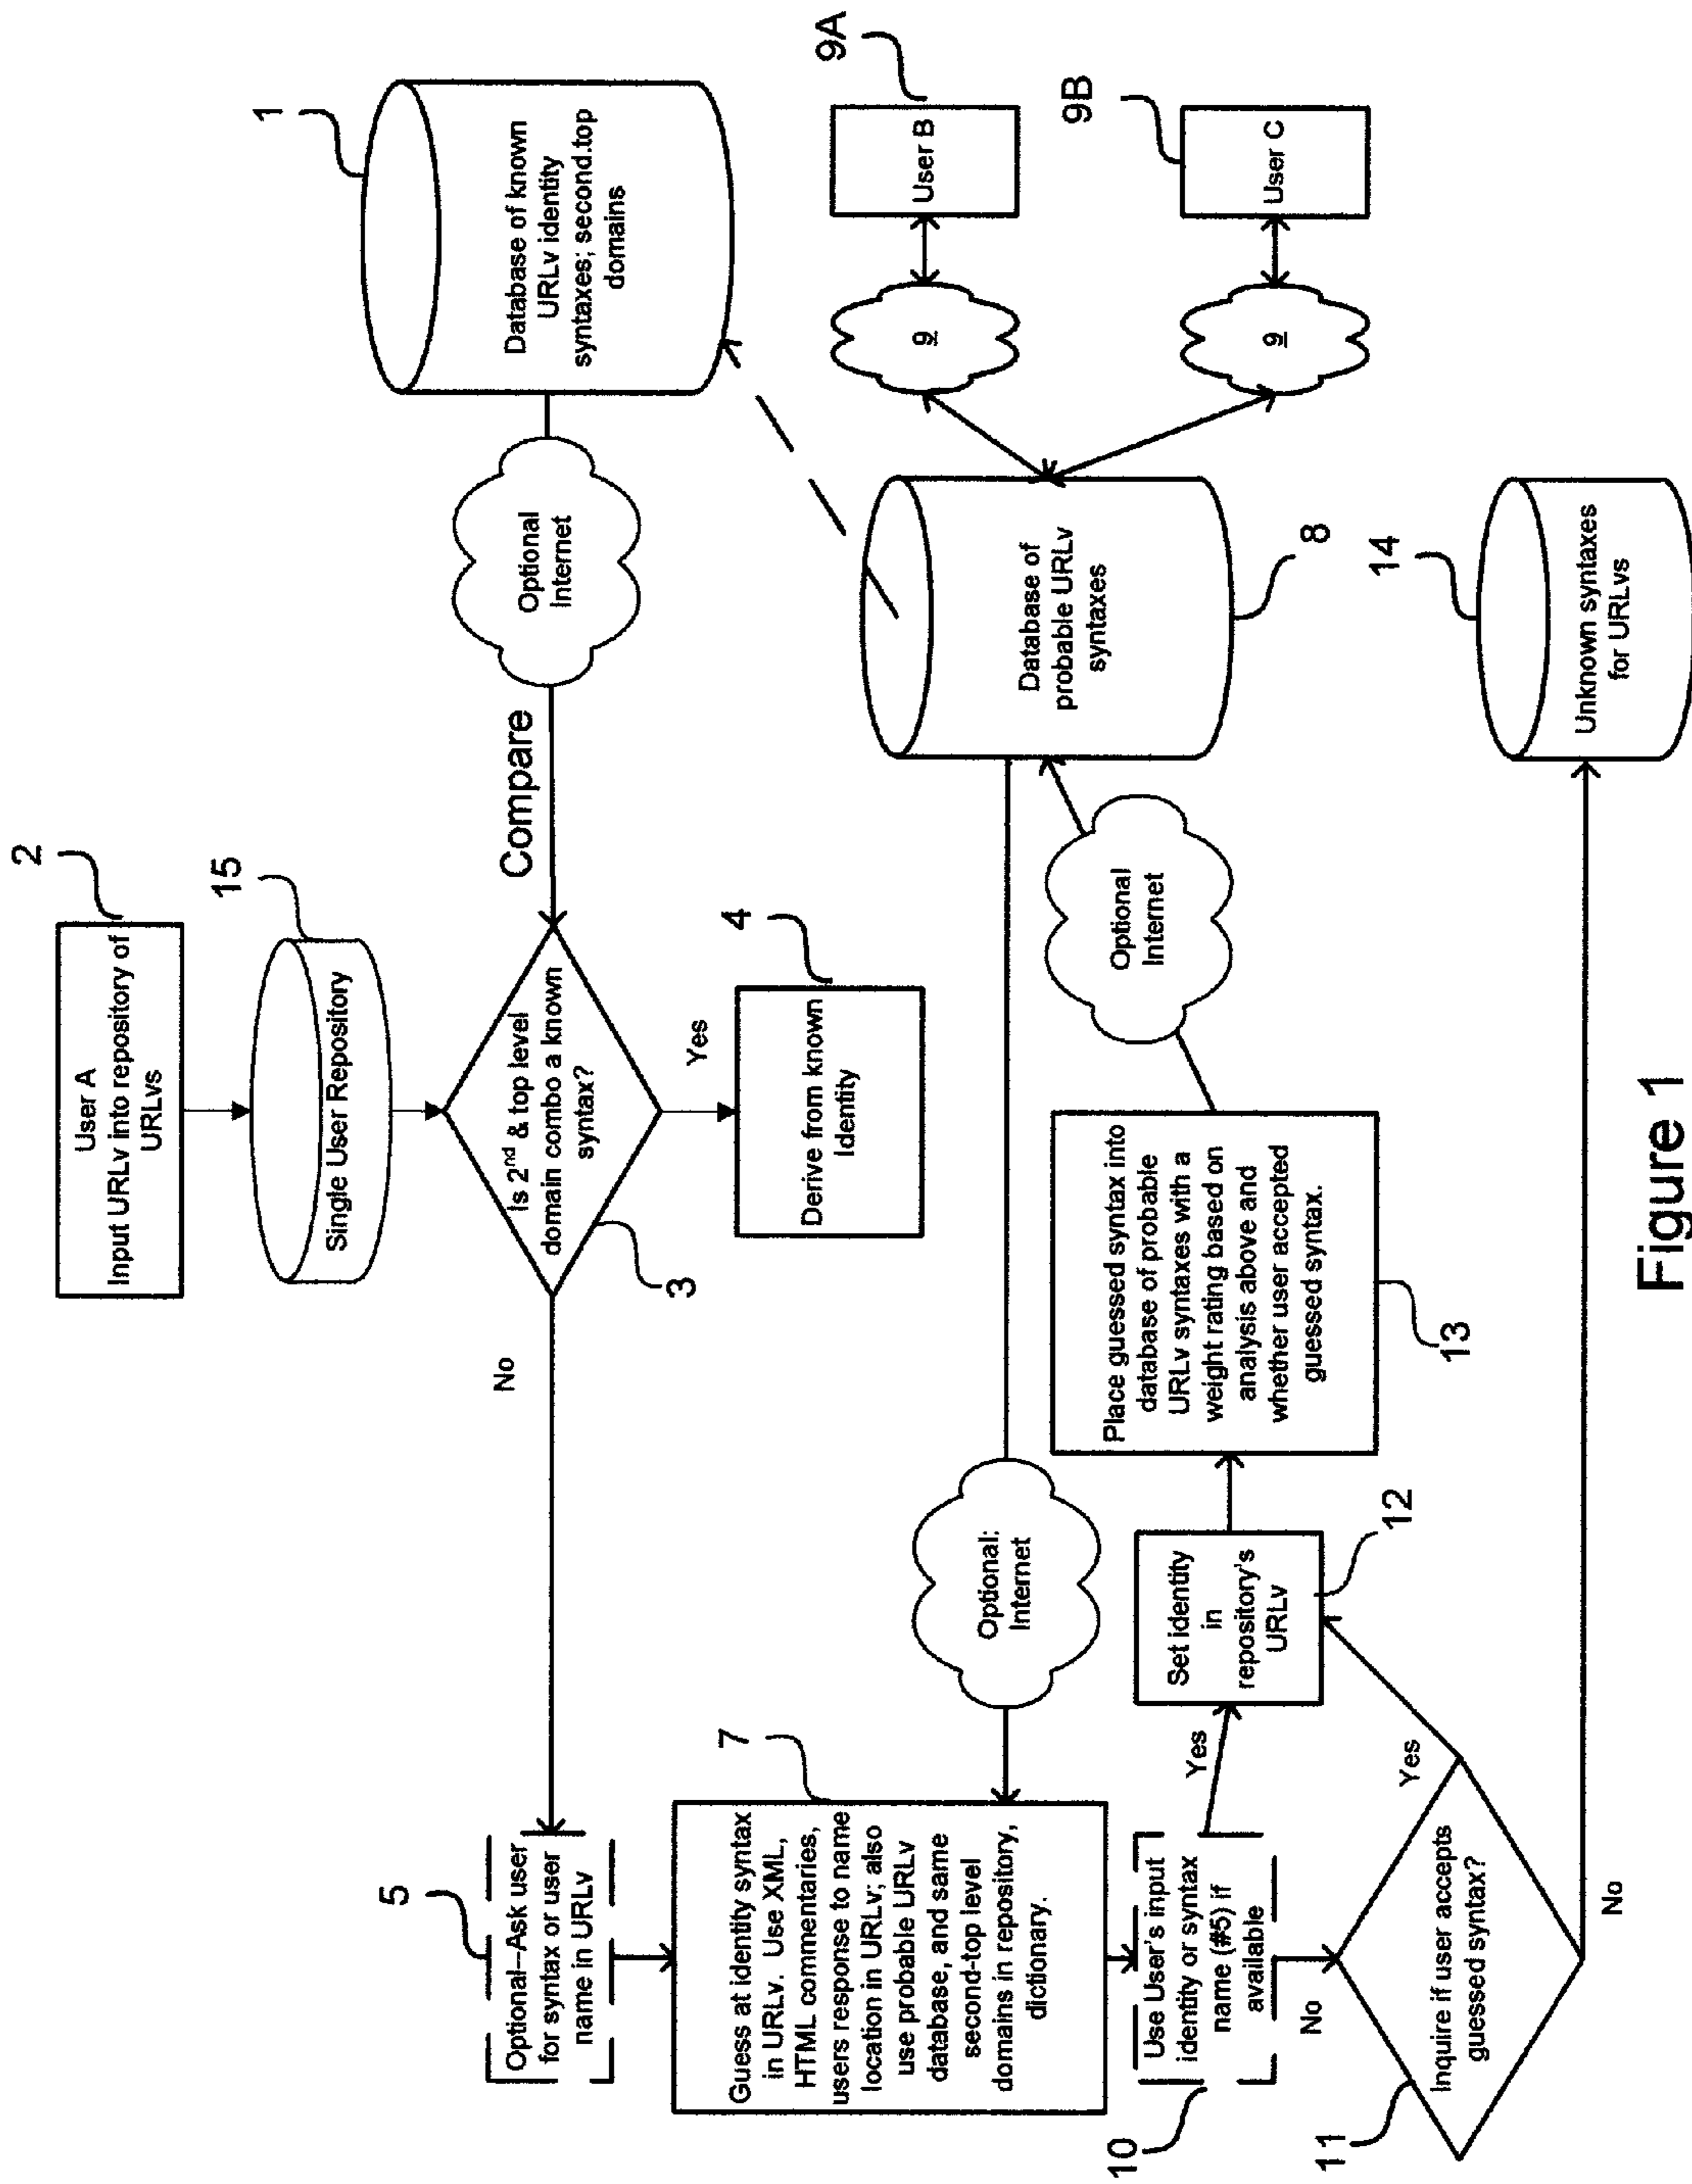 2
User A
Input URLv into repository of
URLvs
15
Single User Repository
1
Database of known
URLv identity
syntaxes; second.top
domains
Optional
Internet
Compare
Is 2nd & top level
domain combo a known
syntax?
3
No
Yes
4
Derive from known
Identity
5
Optional--Ask user
for syntax or user
name in URLv
7
Guess at identity syntax
in URLv. Use XML,
HTML commentaries,
users response to name
location in URLv; also
use probable URLv
database, and same
second-top level
domains in repository,
dictionary.
Optional:
Internet
Database of
probable URLv
syntaxes
8
9
User B
9A
9
User C
9B
10
Use User's input
identity or syntax
name (#5) if
available
Yes
No
Set identity
in
repository's
URLv
12
Place guessed syntax into
database of probable
URLv syntaxes with a
weight rating based on
analysis above and
whether user accepted
guessed syntax.
13
Optional
Internet
11
Inquire if user accepts
guessed syntax?
Yes
No
14
Unknown syntaxes
for URLvs
Figure 1